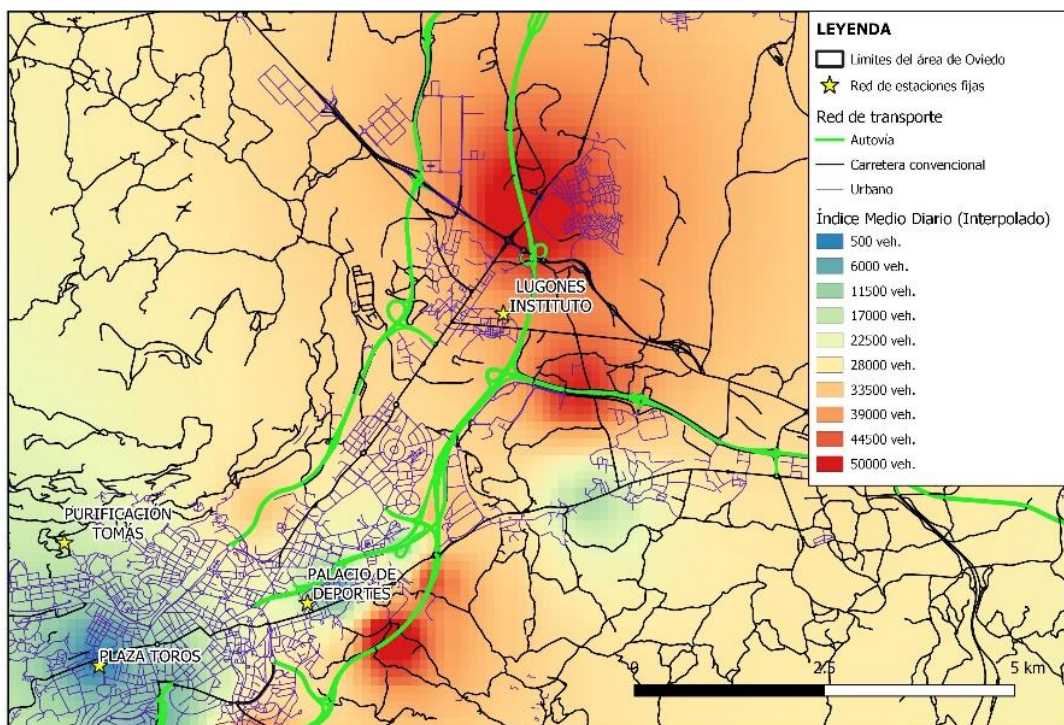 LEYENDA
Limites del área de Oviedo
Red de estaciones fijas
Red de transporte
Autovía
Carretera convencional
Urbano
Índice Medio Diario (Interpolado)
500 veh.
6000 veh.
11500 veh.
17000 veh.
22500 veh.
28000 veh.
33500 veh.
39000 veh.
44500 veh.
50000 veh.
LUGONES
INSTITUTO
PURIFICACIÓN
TOMÁS
PALACIO DE
DEPORTES
PLAZA TOROS
0 2.5 5 km